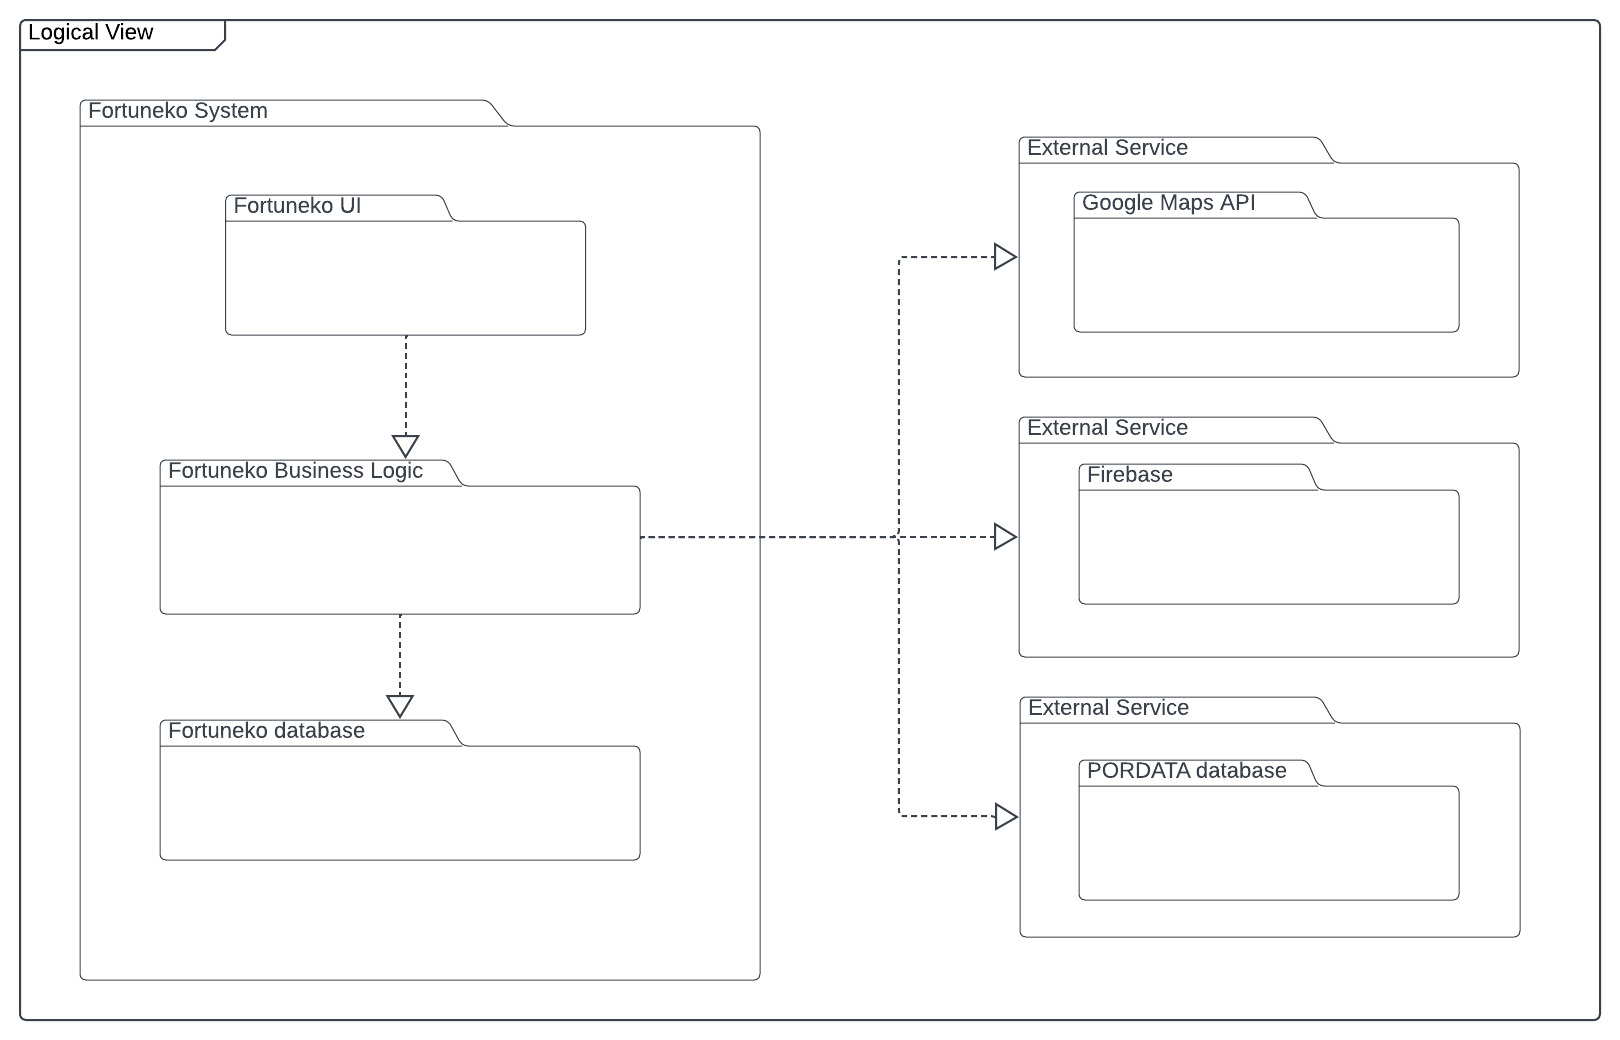 Logical View
Fortuneko System
Fortuneko UI
Fortuneko Business Logic
Fortuneko database
External Service
Google Maps API
External Service
Firebase
External Service
PORDATA database